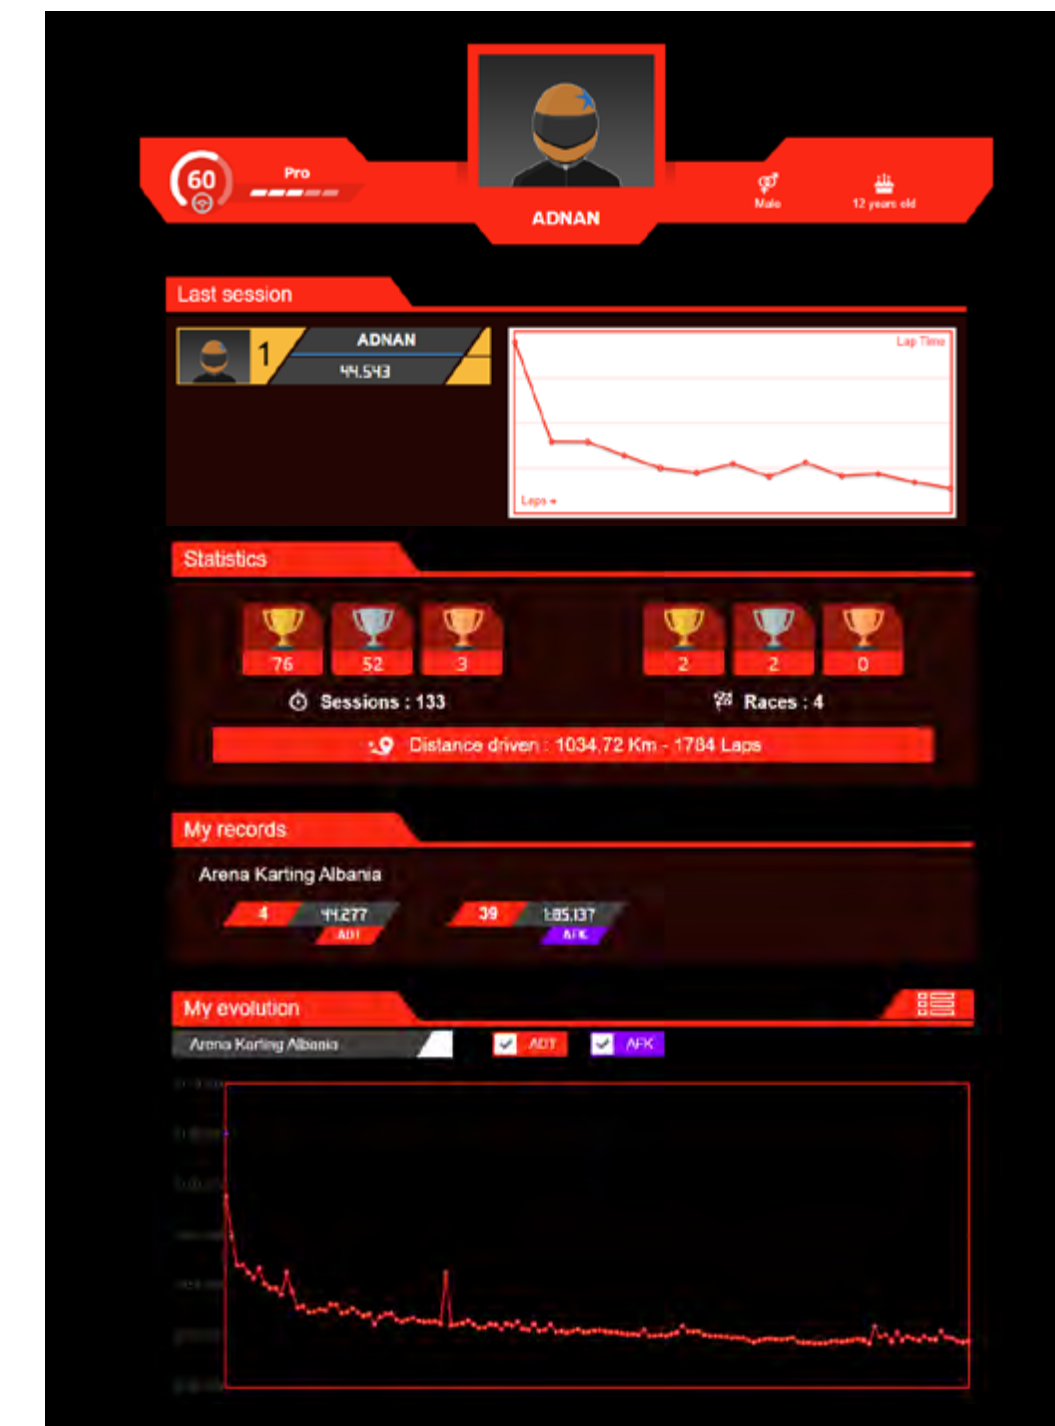 60
Pro
Male
12 years old
ADNAN
Last session
1
ADNAN
44.543
Lap Time
Laps
Statistics
76 52 3
2 2 0
Sessions : 133
Races : 4
Distance driven : 1034,72 Km - 1784 Laps
My records
Arena Karting Albania
4 44.277
ADT
39 1:05.137
AFK
My evolution
Arena Karting Albania
ADT
AFK